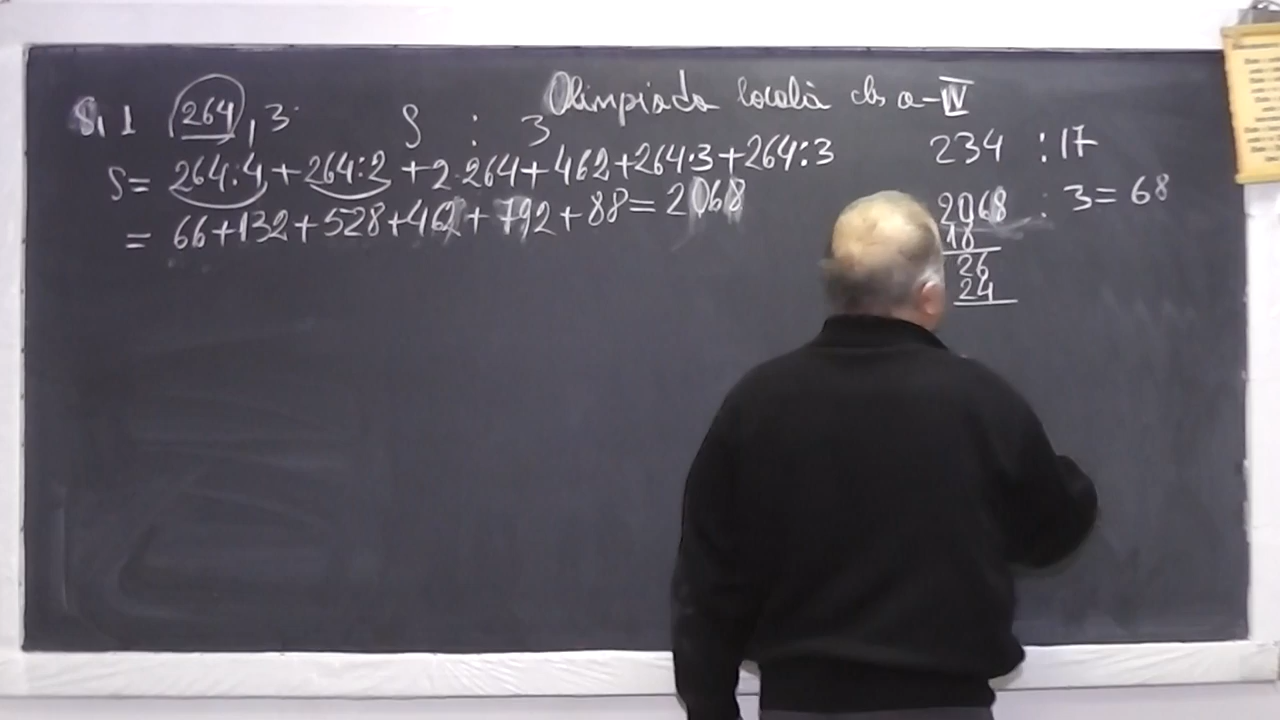 Olimpiada locală cls a-IV
S.1 264, 3. S : 3
S= 264:4+264:2+2·264+462+264·3+264:3
= 66+132+528+462+792+88=2068
234 :17
2068 : 3=68
18
26
24